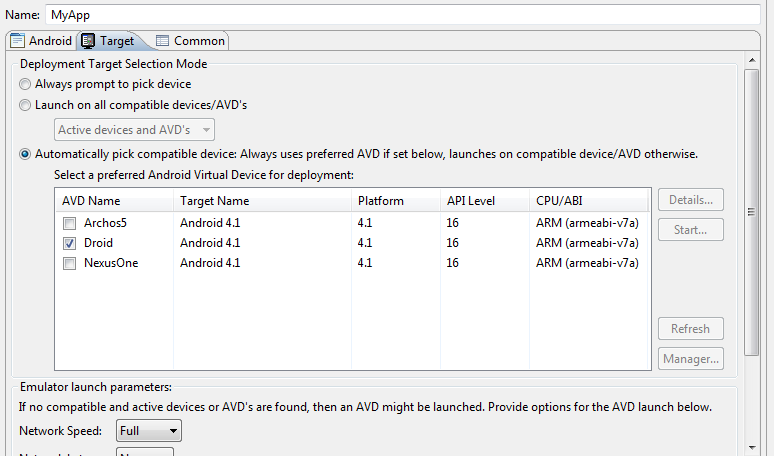 Name: MyApp
Android Target Common
Deployment Target Selection Mode
Always prompt to pick device
Launch on all compatible devices/AVD's
Active devices and AVD's
Automatically pick compatible device: Always uses preferred AVD if set below, launches on compatible device/AVD otherwise.
Select a preferred Android Virtual Device for deployment:
AVD Name Target Name Platform API Level CPU/ABI Details...
Archos5 Android 4.1 4.1 16 ARM (armeabi-v7a) Start...
Droid Android 4.1 4.1 16 ARM (armeabi-v7a)
NexusOne Android 4.1 4.1 16 ARM (armeabi-v7a)
Refresh
Manager...
Emulator launch parameters:
If no compatible and active devices or AVD's are found, then an AVD might be launched. Provide options for the AVD launch below.
Network Speed: Full